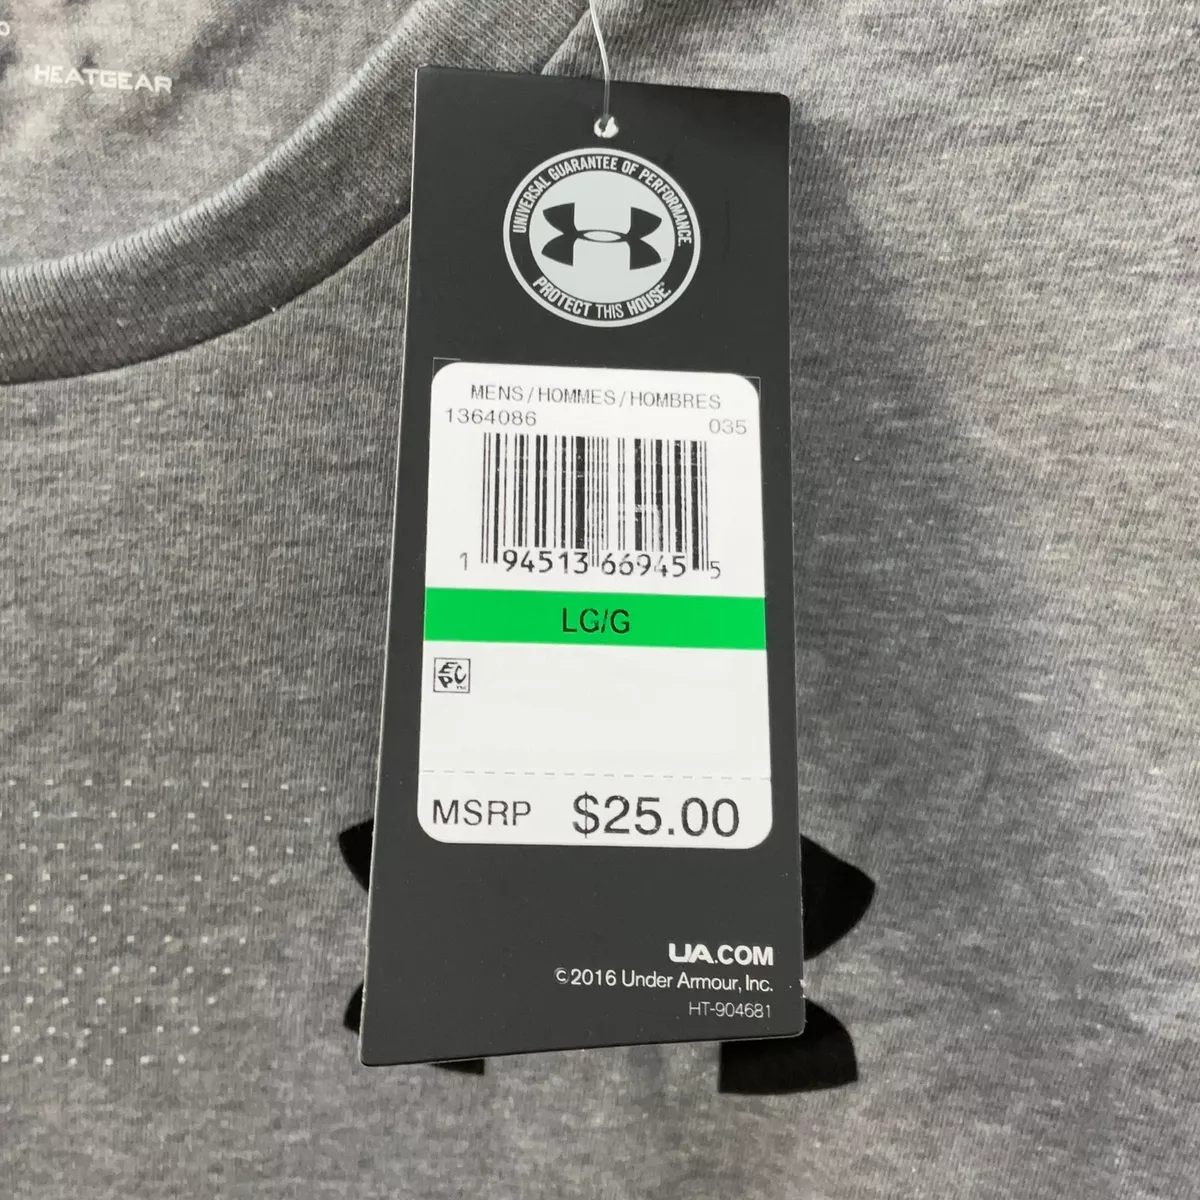 HEATGEAR
UNIVERSAL GUARANTEE OF PERFORMANCE.
PROTECT THIS HOUSE.
MENS/HOMMES/HOMBRES
1364086 035
1 94513 66945 5
LG/G
EPC
MSRP $25.00
UA.COM
©2016 Under Armour, Inc.
HT-904681